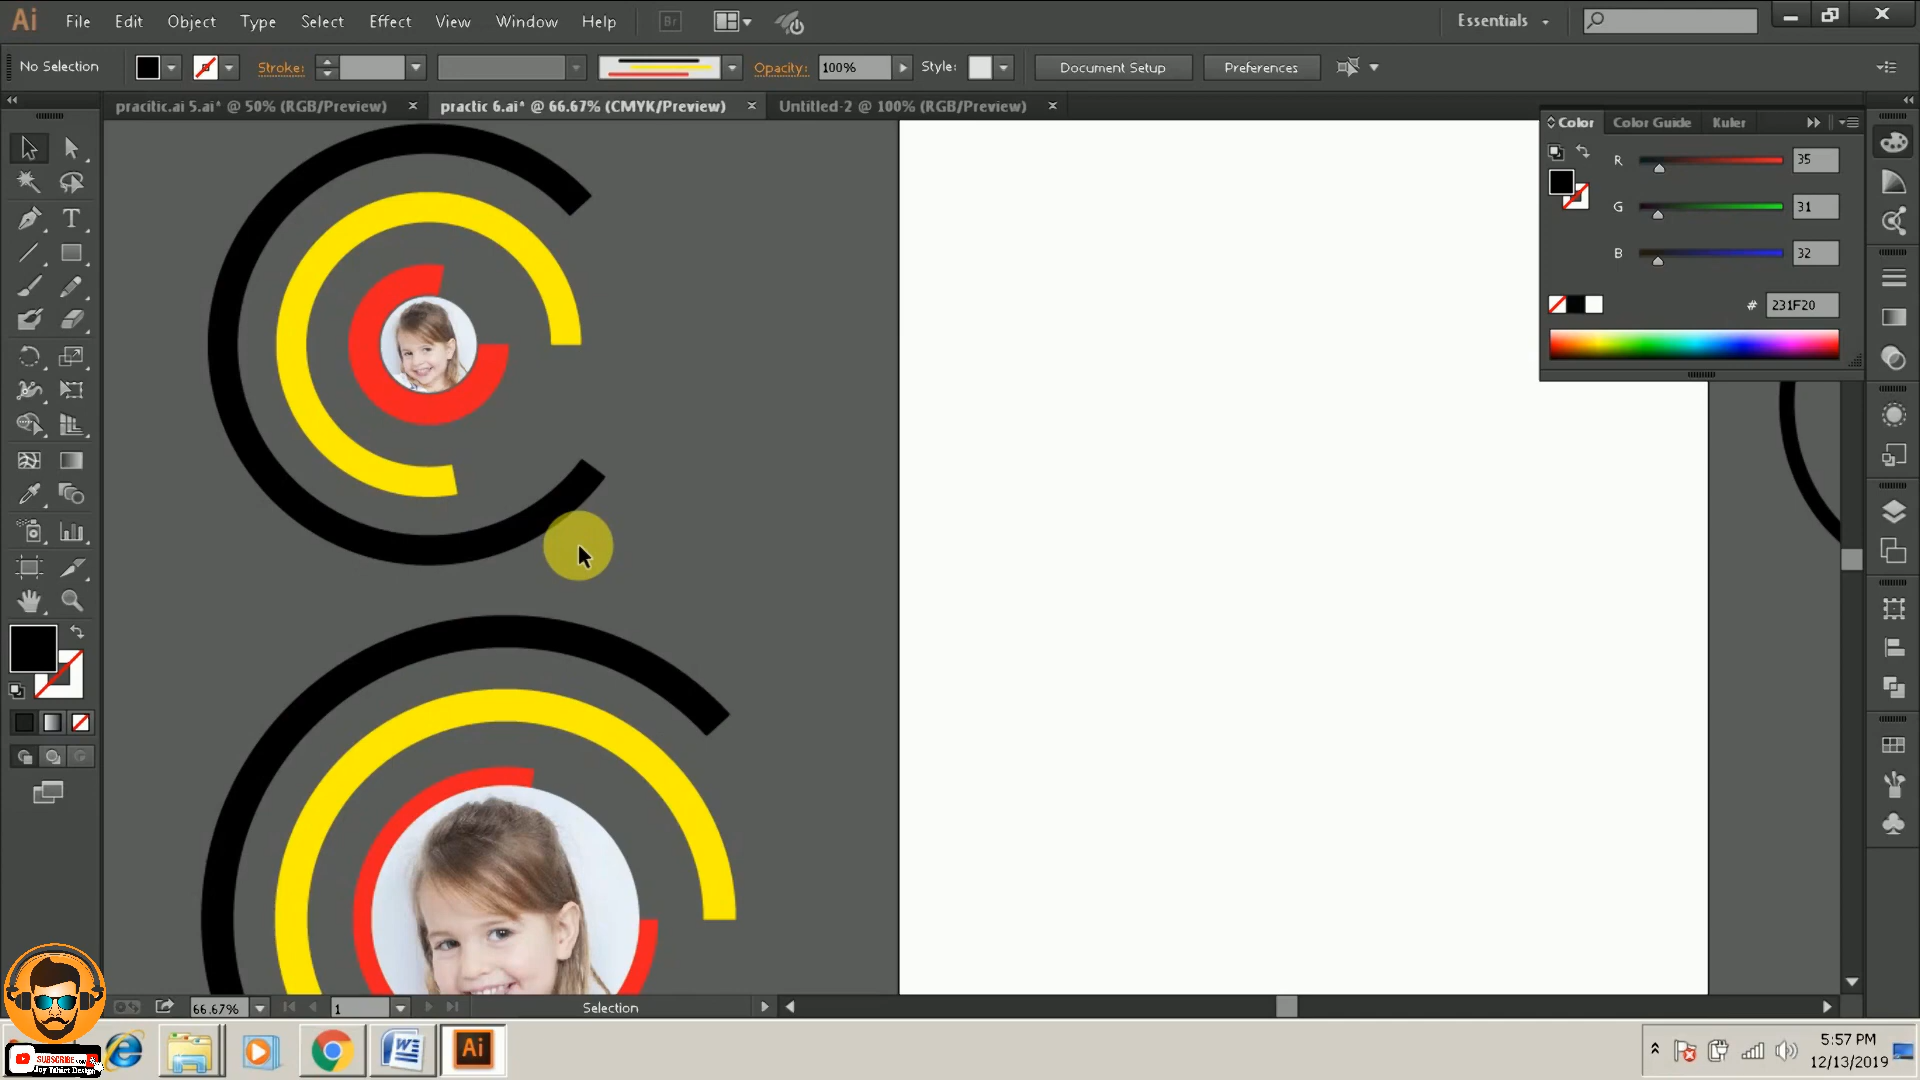 Ai File Edit Object Type Select Effect View Window Help Br Essentials
No Selection Stroke: Opacity: 100% Style: Document Setup Preferences
pracitic.ai 5.ai* @ 50% (RGB/Preview) practic 6.ai* @ 66.67% (CMYK/Preview) Untitled-2 @ 100% (RGB/Preview)
Color Color Guide Kuler
R 35
G 31
B 32
# 231F20
66.67% 1 Selection
SUBSCRIBE
Joy Tshirt Design
Ai
5:57 PM
12/13/2019